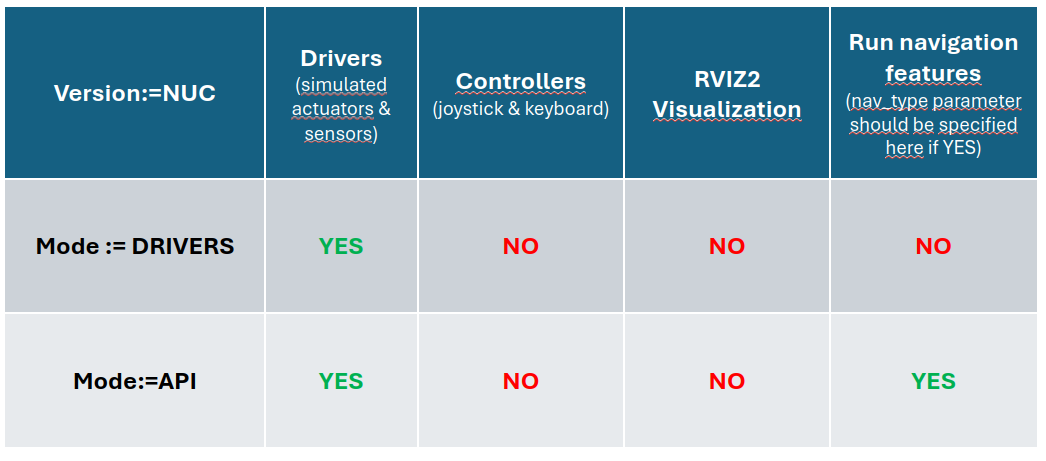 Version:=NUC
Drivers
(simulated
actuators &
sensors)
Controllers
(joystick & keyboard)
RVIZ2
Visualization
Run navigation
features
(nav_type parameter
should be specified
here if YES)
Mode := DRIVERS
YES
NO
NO
NO
Mode:=API
YES
NO
NO
YES